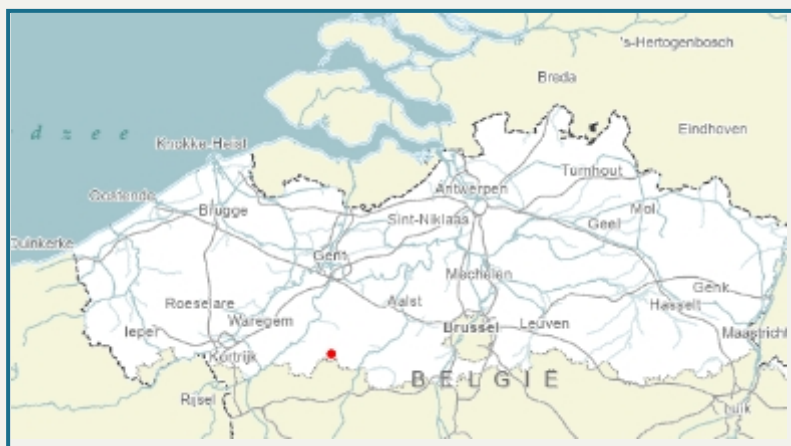 's-Hertogenbosch
Breda
Eindhoven
dzee
Knokke-Heist
Turnhout
Antwerpen
Oostende
Brugge
Sint-Niklaas
Geel
Mol
Duinkerke
Gent
Mechelen
Genk
Roeselare
Aalst
Hasselt
Ieper
Waregem
Brussel
Leuven
Maastricht
Kortrijk
BELGIË
Rijsel
Luik